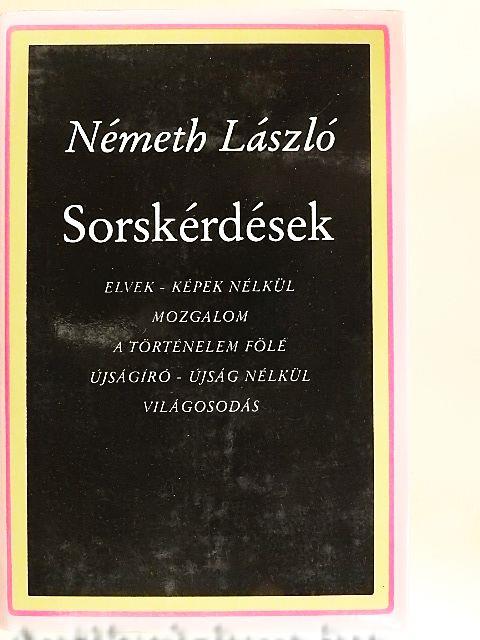 Németh László
Sorskérdések
ELVEK - KÉPEK NÉLKÜL
MOZGALOM
A TÖRTÉNELEM FÖLÉ
ÚJSÁGÍRÓ - ÚJSÁG NÉLKÜL
VILÁGOSODÁS